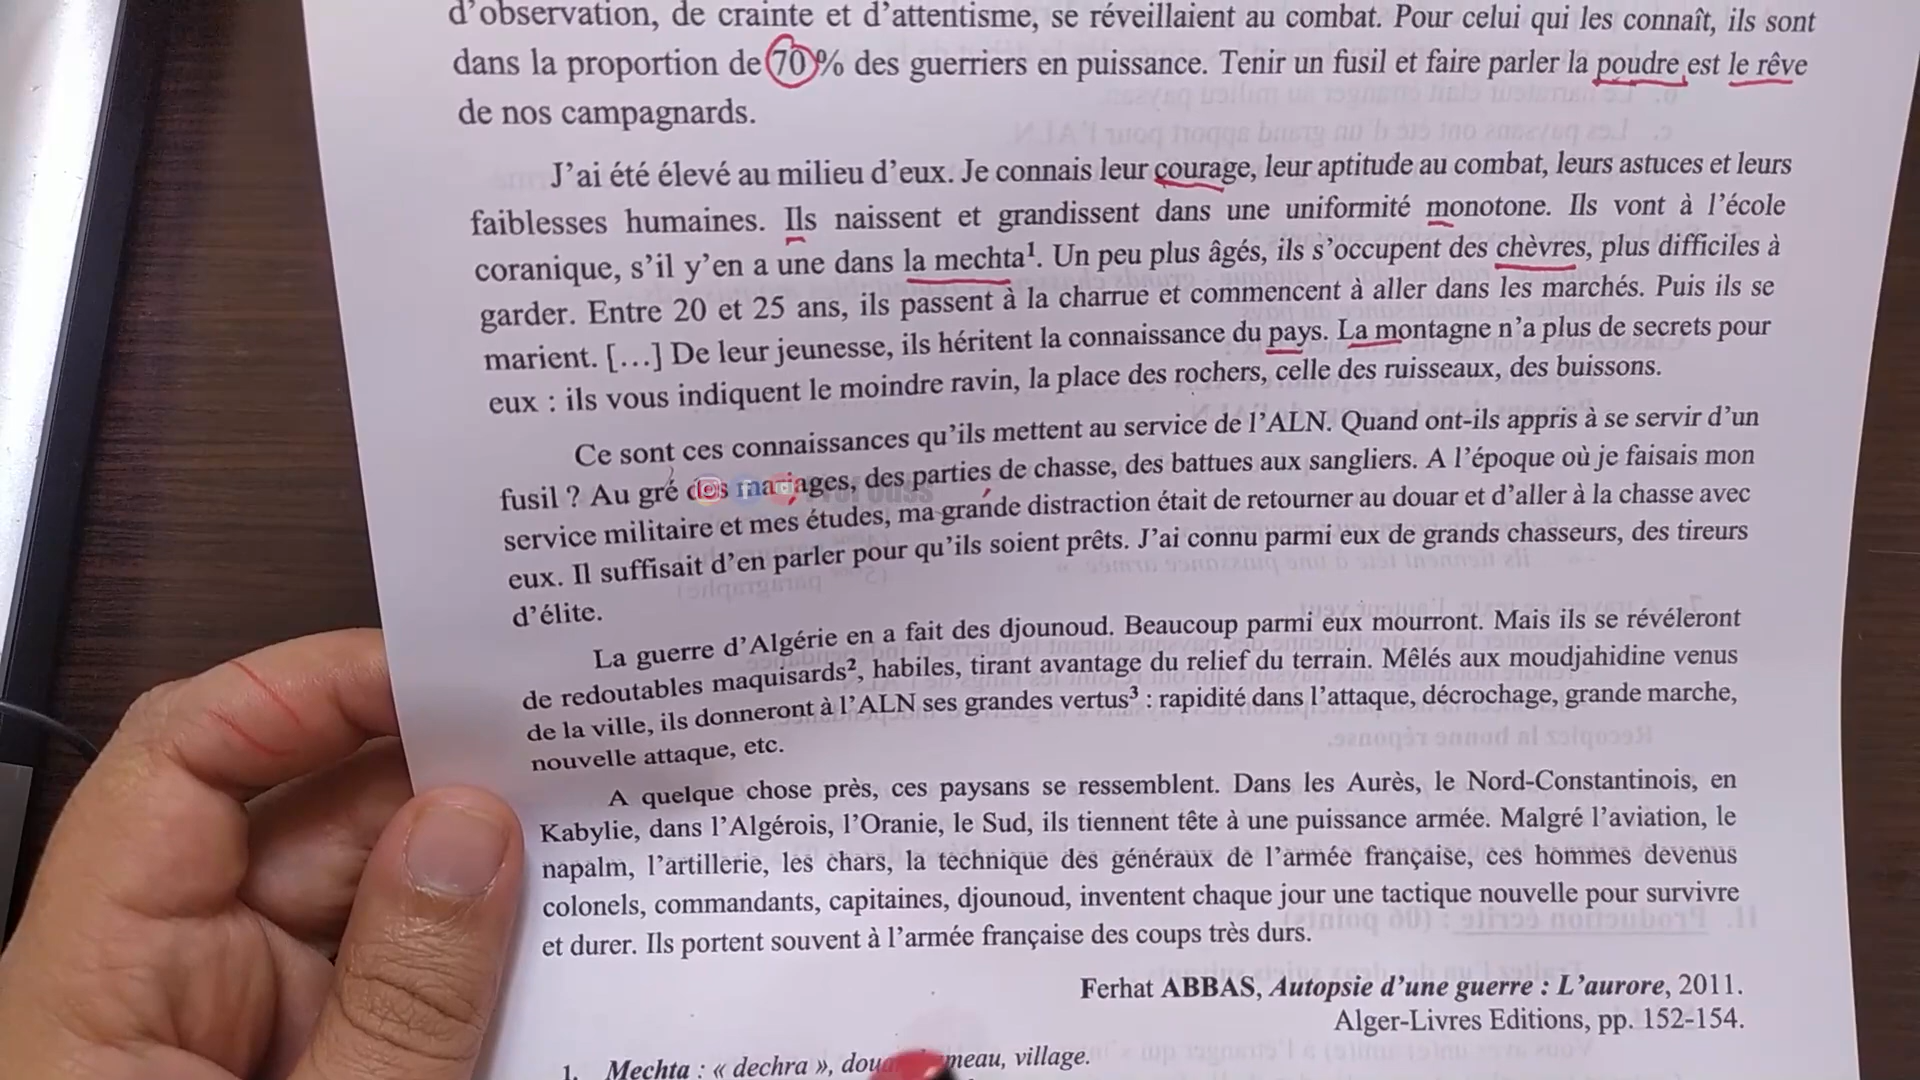 d'observation, de crainte et d'attentisme, se réveillaient au combat. Pour celui qui les connaît, ils sont
dans la proportion de 70% des guerriers en puissance. Tenir un fusil et faire parler la poudre est le rêve
de nos campagnards.
J'ai été élevé au milieu d'eux. Je connais leur courage, leur aptitude au combat, leurs astuces et leurs
faiblesses humaines. Ils naissent et grandissent dans une uniformité monotone. Ils vont à l'école
coranique, s'il y'en a une dans la mechta¹. Un peu plus âgés, ils s'occupent des chèvres, plus difficiles à
garder. Entre 20 et 25 ans, ils passent à la charrue et commencent à aller dans les marchés. Puis ils se
marient. […] De leur jeunesse, ils héritent la connaissance du pays. La montagne n'a plus de secrets pour
eux : ils vous indiquent le moindre ravin, la place des rochers, celle des ruisseaux, des buissons.
Ce sont ces connaissances qu'ils mettent au service de l'ALN. Quand ont-ils appris à se servir d'un
fusil ? Au gré des mariages, des parties de chasse, des battues aux sangliers. A l'époque où je faisais mon
service militaire et mes études, ma grande distraction était de retourner au douar et d'aller à la chasse avec
eux. Il suffisait d'en parler pour qu'ils soient prêts. J'ai connu parmi eux de grands chasseurs, des tireurs
d'élite.
La guerre d'Algérie en a fait des djounoud. Beaucoup parmi eux mourront. Mais ils se révéleront
de redoutables maquisards², habiles, tirant avantage du relief du terrain. Mêlés aux moudjahidine venus
de la ville, ils donneront à l'ALN ses grandes vertus³ : rapidité dans l'attaque, décrochage, grande marche,
nouvelle attaque, etc.
A quelque chose près, ces paysans se ressemblent. Dans les Aurès, le Nord-Constantinois, en
Kabylie, dans l'Algérois, l'Oranie, le Sud, ils tiennent tête à une puissance armée. Malgré l'aviation, le
napalm, l'artillerie, les chars, la technique des généraux de l'armée française, ces hommes devenus
colonels, commandants, capitaines, djounoud, inventent chaque jour une tactique nouvelle pour survivre
et durer. Ils portent souvent à l'armée française des coups très durs.
Ferhat ABBAS, Autopsie d'une guerre : L'aurore, 2011.
Alger-Livres Editions, pp. 152-154.
1. Mechta : « dechra », village.